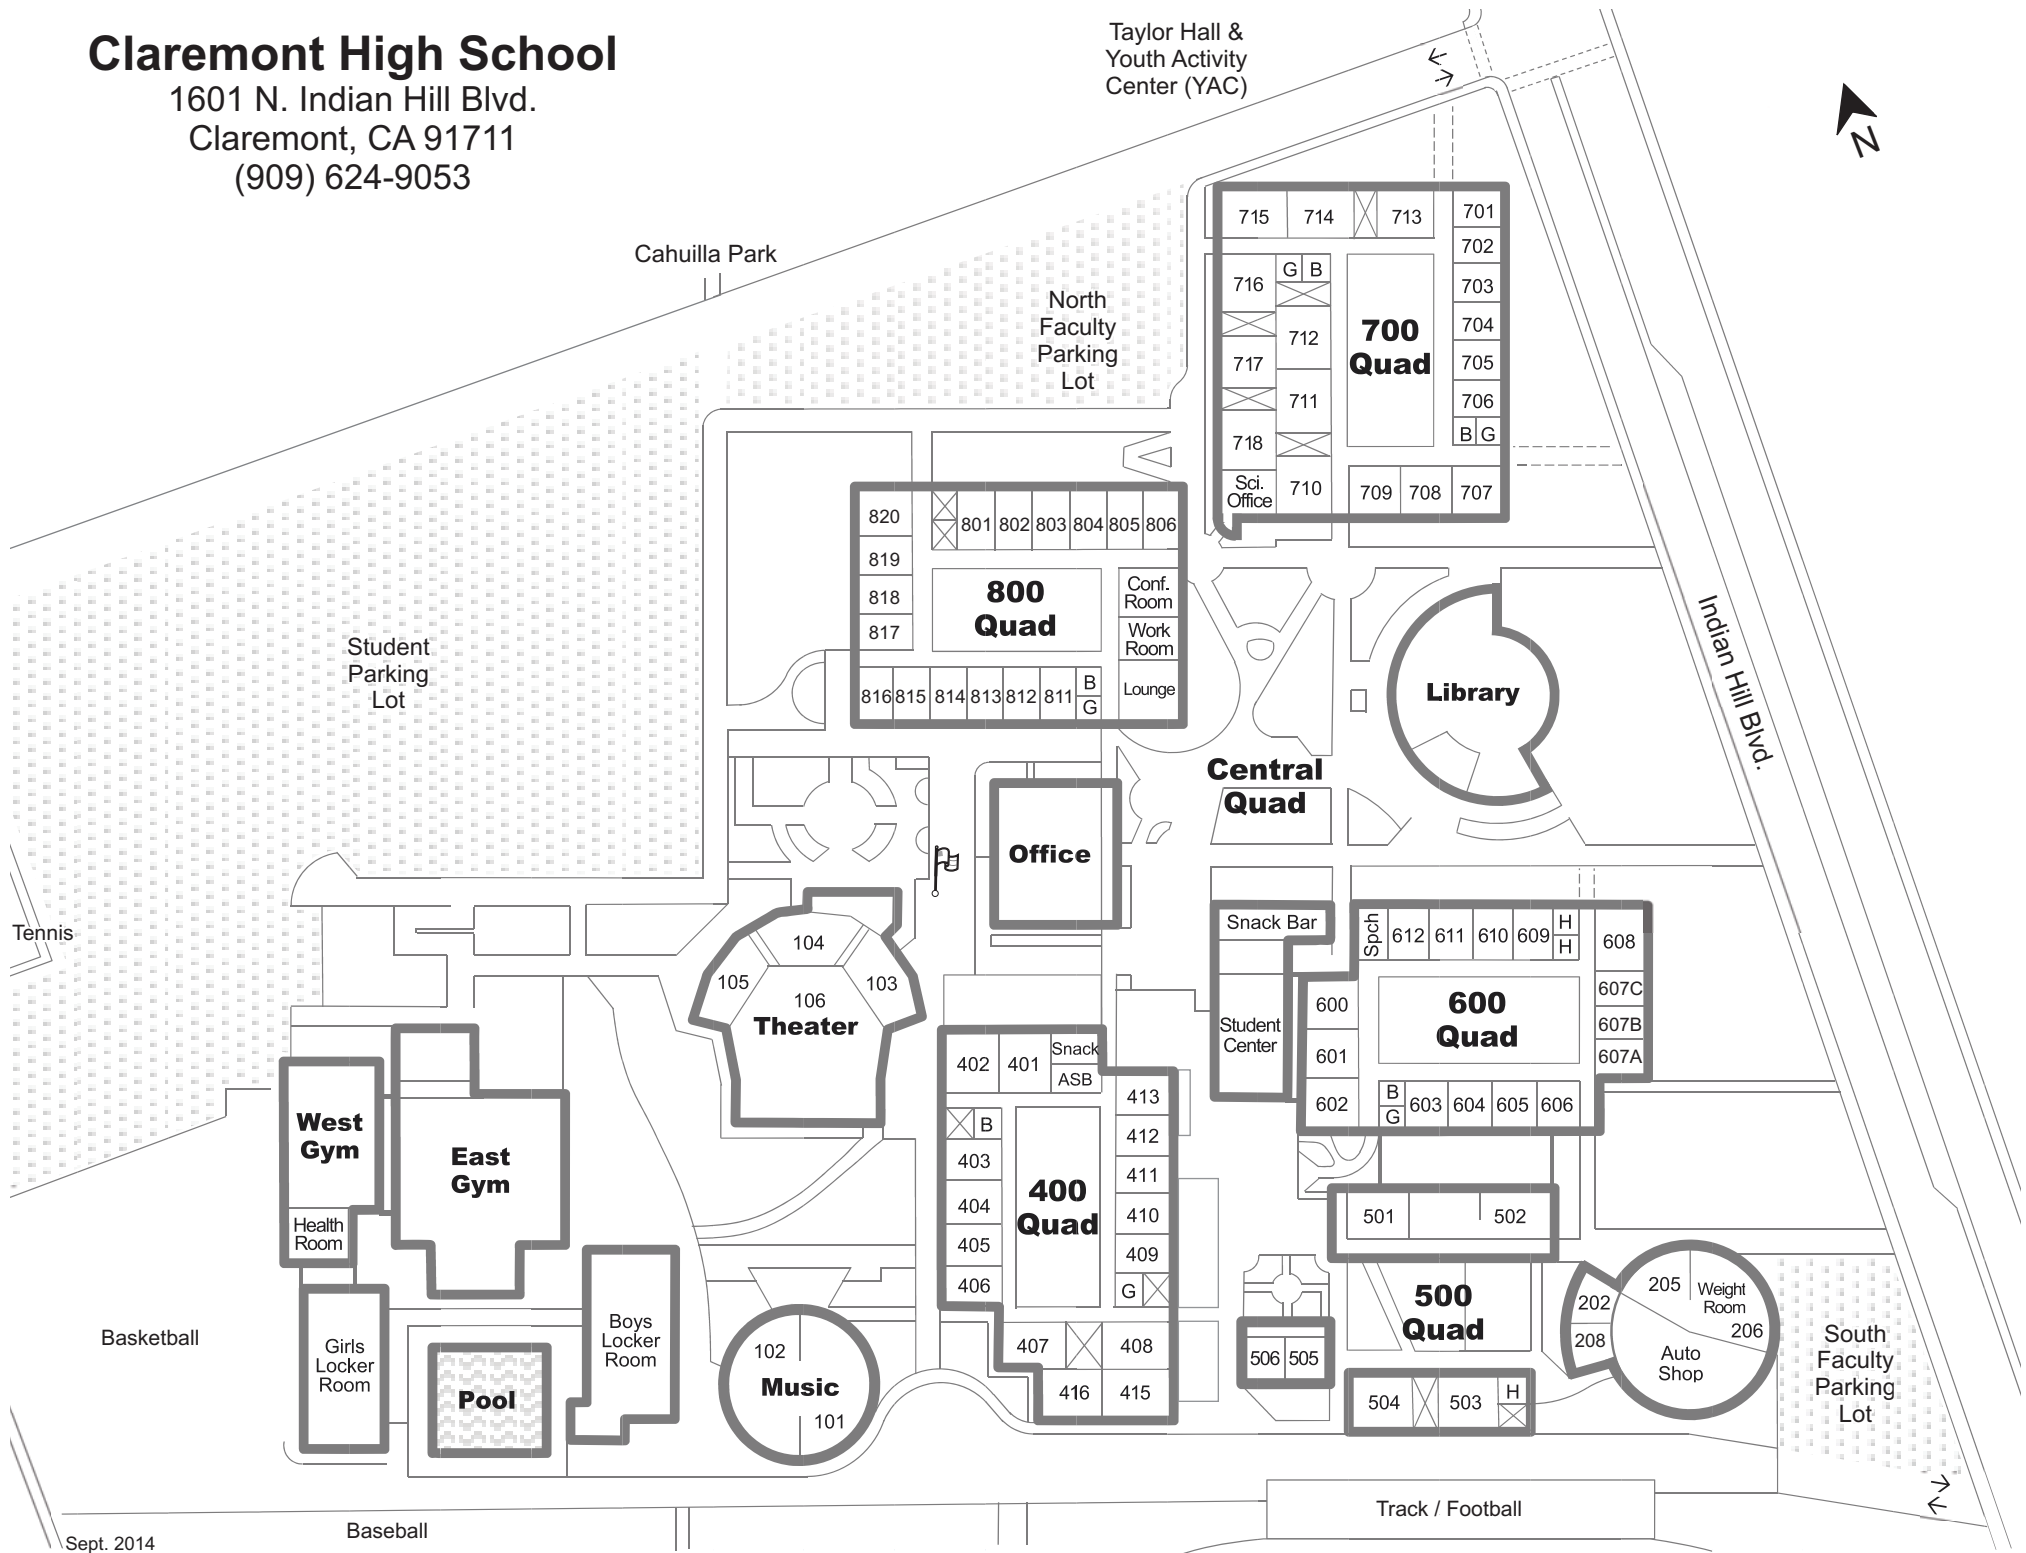 Claremont High School
1601 N. Indian Hill Blvd.
Claremont, CA 91711
(909) 624-9053
Taylor Hall &
Youth Activity
Center (YAC)
N
Cahuilla Park
North
Faculty
Parking
Lot
715 714 713 701
702
716 G B
703
704
712
717
705
711
706
718
B G
Sci.
Office
710 709 708 707
700
Quad
820 801 802 803 804 805 806
819
818
817
800
Quad
Conf.
Room
Work
Room
Lounge
816 815 814 813 812 811 B
G
Student
Parking
Lot
Library
Indian Hill Blvd.
Central
Quad
Office
Tennis
104
105 103
106
Theater
Snack Bar
Student
Center
Spch 612 611 610 609 H
H
608
607C
607B
607A
600
601
602
600
Quad
B
G
603 604 605 606
402 401 Snack
ASB
413
B
412
403
411
404
410
405
409
406
G
400
Quad
407 408
416 415
West
Gym
Health
Room
East
Gym
501 502
500
Quad
202
208
205
Weight
Room
206
Auto
Shop
506 505
504 503 H
South
Faculty
Parking
Lot
Basketball
Girls
Locker
Room
Boys
Locker
Room
Pool
102
Music
101
Track / Football
Baseball
Sept. 2014